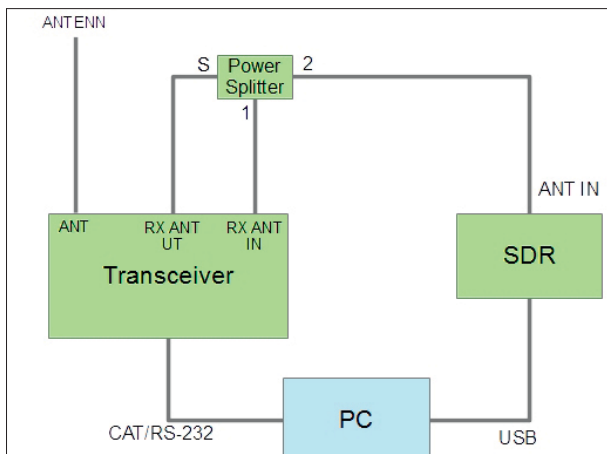 ANTENN
S
Power
Splitter
2
1
ANT IN
ANT
RX ANT
UT
RX ANT
IN
Transceiver
SDR
PC
CAT/RS-232
USB